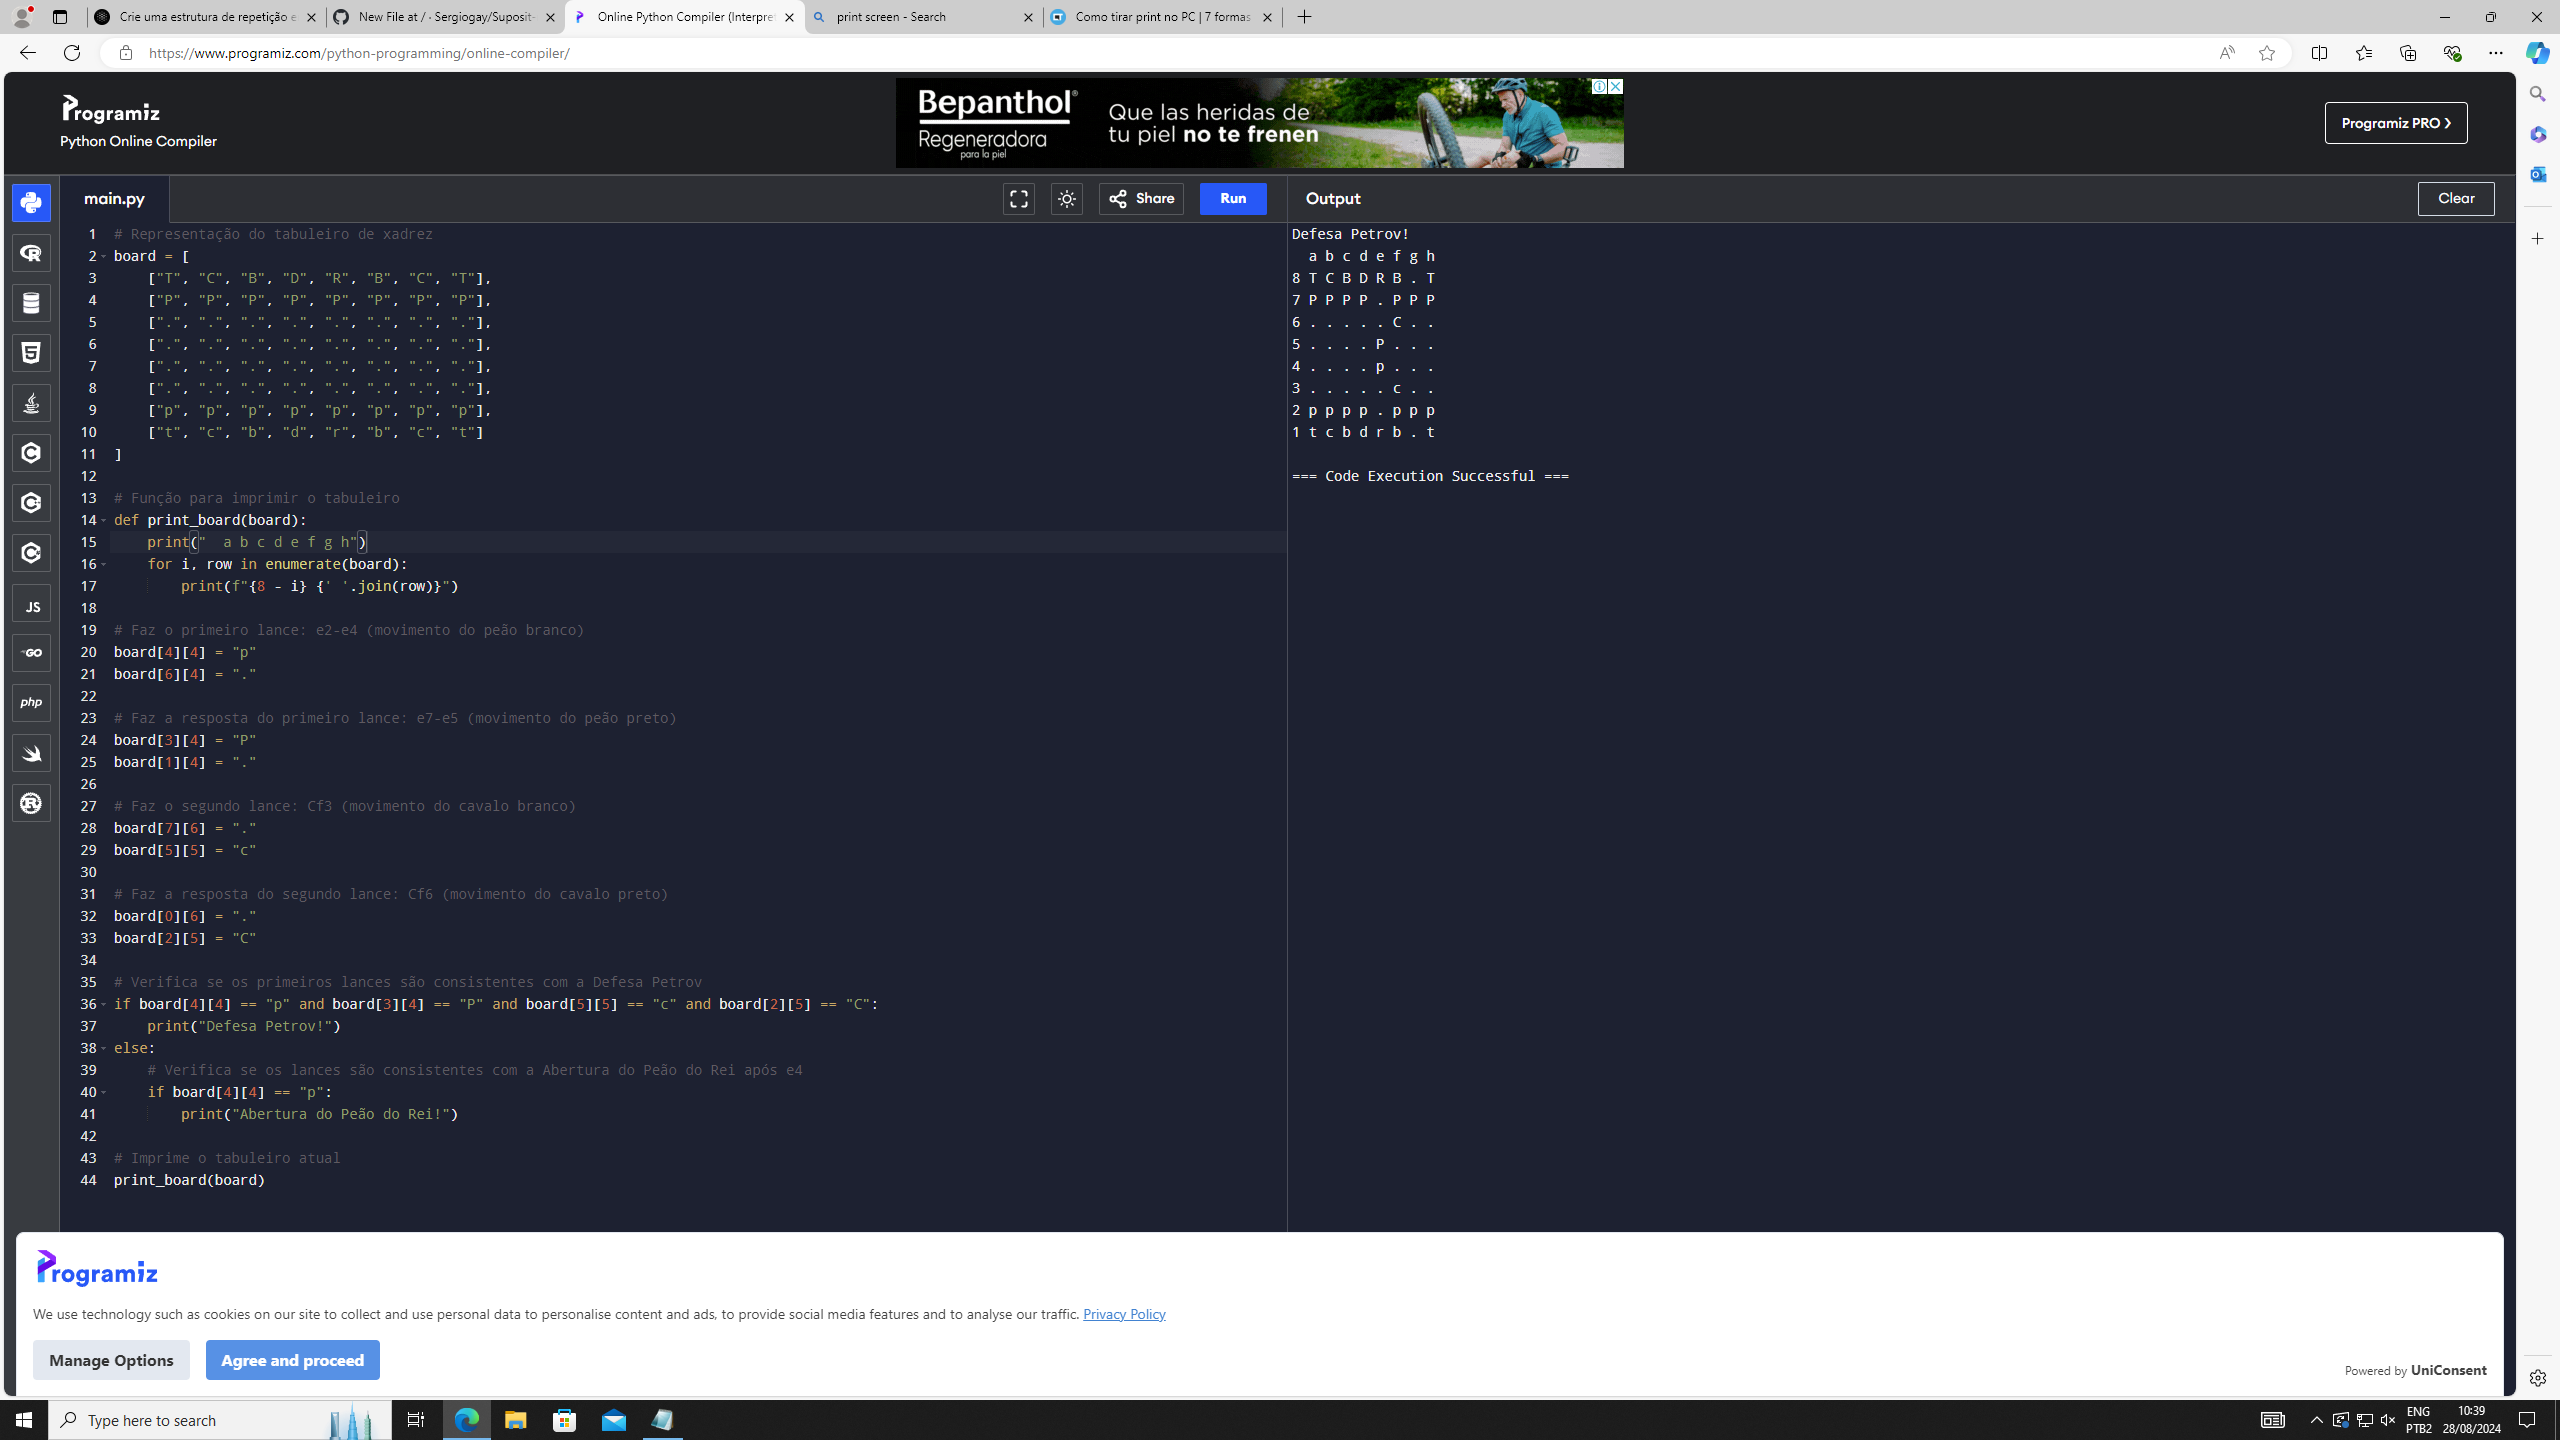 Crie uma estrutura de repetição e
New File at / · Sergiogay/Suposit
Online Python Compiler (Interpret
print screen - Search
Como tirar print no PC | 7 formas
https://www.programiz.com/python-programming/online-compiler/
Programiz
Python Online Compiler
Bepanthol®
Regeneradora
para la piel
Que las heridas de
tu piel no te frenen
Programiz PRO ❯
main.py
Share
Run
Output
Clear
1 # Representação do tabuleiro de xadrez
2 board = [
3     ["T", "C", "B", "D", "R", "B", "C", "T"],
4     ["P", "P", "P", "P", "P", "P", "P", "P"],
5     [".", ".", ".", ".", ".", ".", ".", "."],
6     [".", ".", ".", ".", ".", ".", ".", "."],
7     [".", ".", ".", ".", ".", ".", ".", "."],
8     [".", ".", ".", ".", ".", ".", ".", "."],
9     ["p", "p", "p", "p", "p", "p", "p", "p"],
10     ["t", "c", "b", "d", "r", "b", "c", "t"]
11 ]
12
13 # Função para imprimir o tabuleiro
14 def print_board(board):
15     print("  a b c d e f g h")
16     for i, row in enumerate(board):
17         print(f"{8 - i} {' '.join(row)}")
18
19 # Faz o primeiro lance: e2-e4 (movimento do peão branco)
20 board[4][4] = "p"
21 board[6][4] = "."
22
23 # Faz a resposta do primeiro lance: e7-e5 (movimento do peão preto)
24 board[3][4] = "P"
25 board[1][4] = "."
26
27 # Faz o segundo lance: Cf3 (movimento do cavalo branco)
28 board[7][6] = "."
29 board[5][5] = "c"
30
31 # Faz a resposta do segundo lance: Cf6 (movimento do cavalo preto)
32 board[0][6] = "."
33 board[2][5] = "C"
34
35 # Verifica se os primeiros lances são consistentes com a Defesa Petrov
36 if board[4][4] == "p" and board[3][4] == "P" and board[5][5] == "c" and board[2][5] == "C":
37     print("Defesa Petrov!")
38 else:
39     # Verifica se os lances são consistentes com a Abertura do Peão do Rei após e4
40     if board[4][4] == "p":
41         print("Abertura do Peão do Rei!")
42
43 # Imprime o tabuleiro atual
44 print_board(board)
Defesa Petrov!
  a b c d e f g h
8 T C B D R B . T
7 P P P P . P P P
6 . . . . . C . .
5 . . . . P . . .
4 . . . . p . . .
3 . . . . . c . .
2 p p p p . p p p
1 t c b d r b . t
=== Code Execution Successful ===
JS
GO
php
Programiz
We use technology such as cookies on our site to collect and use personal data to personalise content and ads, to provide social media features and to analyse our traffic. Privacy Policy
Manage Options
Agree and proceed
Powered by UniConsent
Type here to search
ENG
PTB2
10:39
28/08/2024